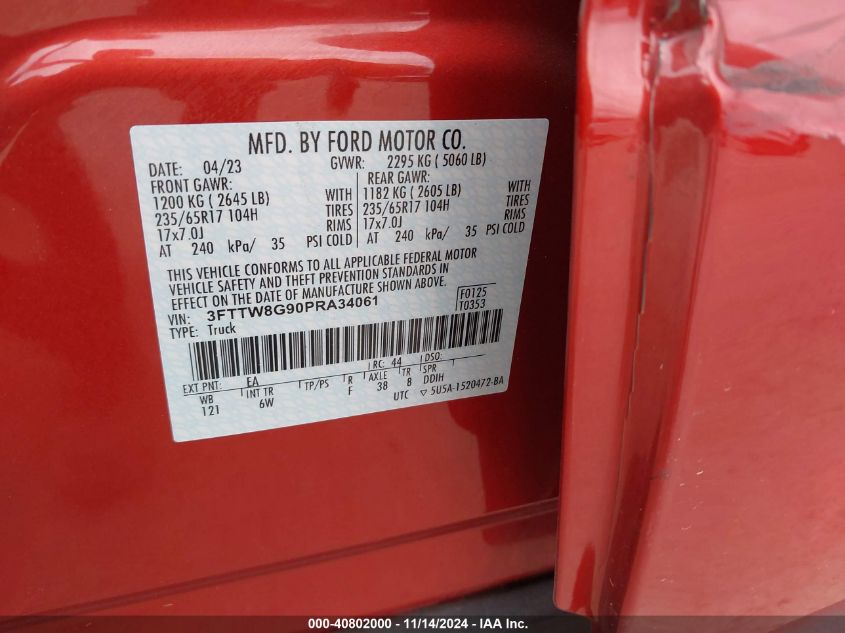 MFD. BY FORD MOTOR CO.
DATE: 04/23 GVWR: 2295 KG ( 5060 LB)
FRONT GAWR: REAR GAWR:
1200 KG ( 2645 LB) WITH 1182 KG ( 2605 LB) WITH
235/65R17 104H TIRES 235/65R17 104H TIRES
17x7.0J RIMS 17x7.0J RIMS
AT 240 kPa/ 35 PSI COLD AT 240 kPa/ 35 PSI COLD
THIS VEHICLE CONFORMS TO ALL APPLICABLE FEDERAL MOTOR
VEHICLE SAFETY AND THEFT PREVENTION STANDARDS IN
EFFECT ON THE DATE OF MANUFACTURE SHOWN ABOVE.
VIN: 3FTTW8G90PRA34061 F0125
TYPE: Truck T0353
RC: 44 DSO:
EXT PNT: EA
WB INT TR TP/PS R AXLE TR SPR
121 6W F 38 8 DDIH
UTC ▽ 5U5A-1520472-BA
000-40802000 - 11/14/2024 - IAA Inc.